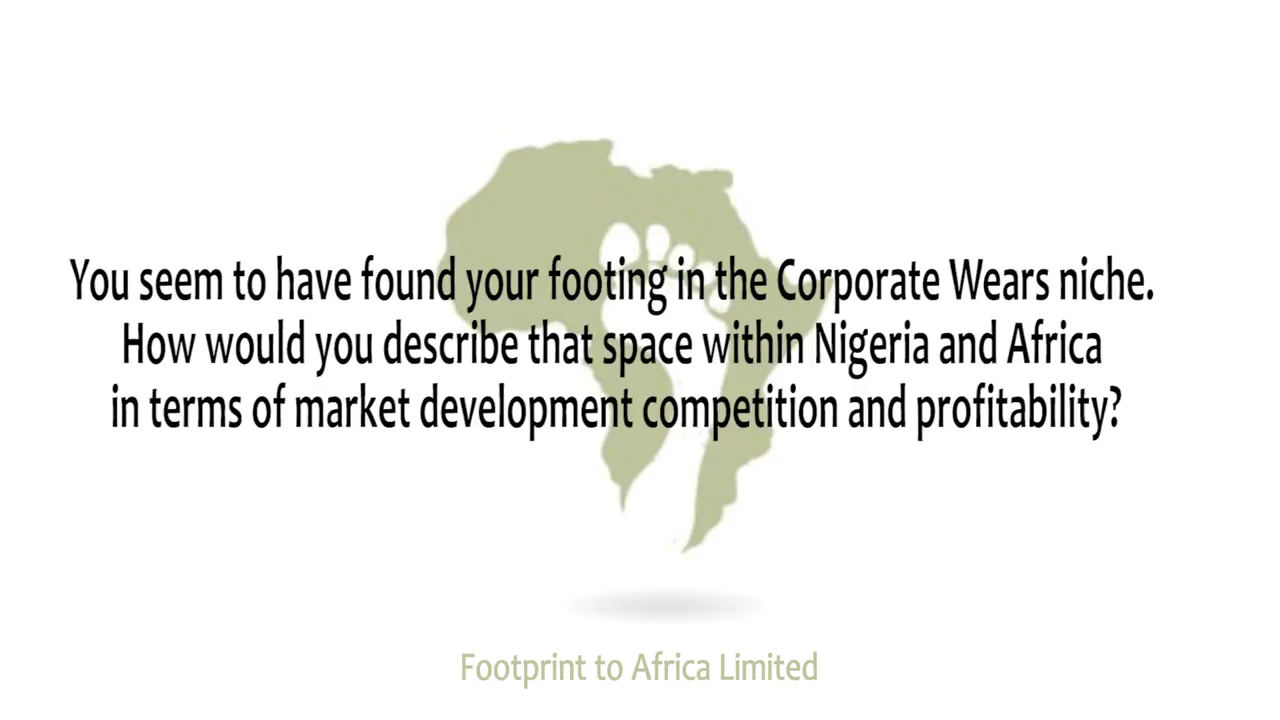 You seem to have found your footing in the Corporate Wears niche.
How would you describe that space within Nigeria and Africa
in terms of market development competition and profitability?
Footprint to Africa Limited